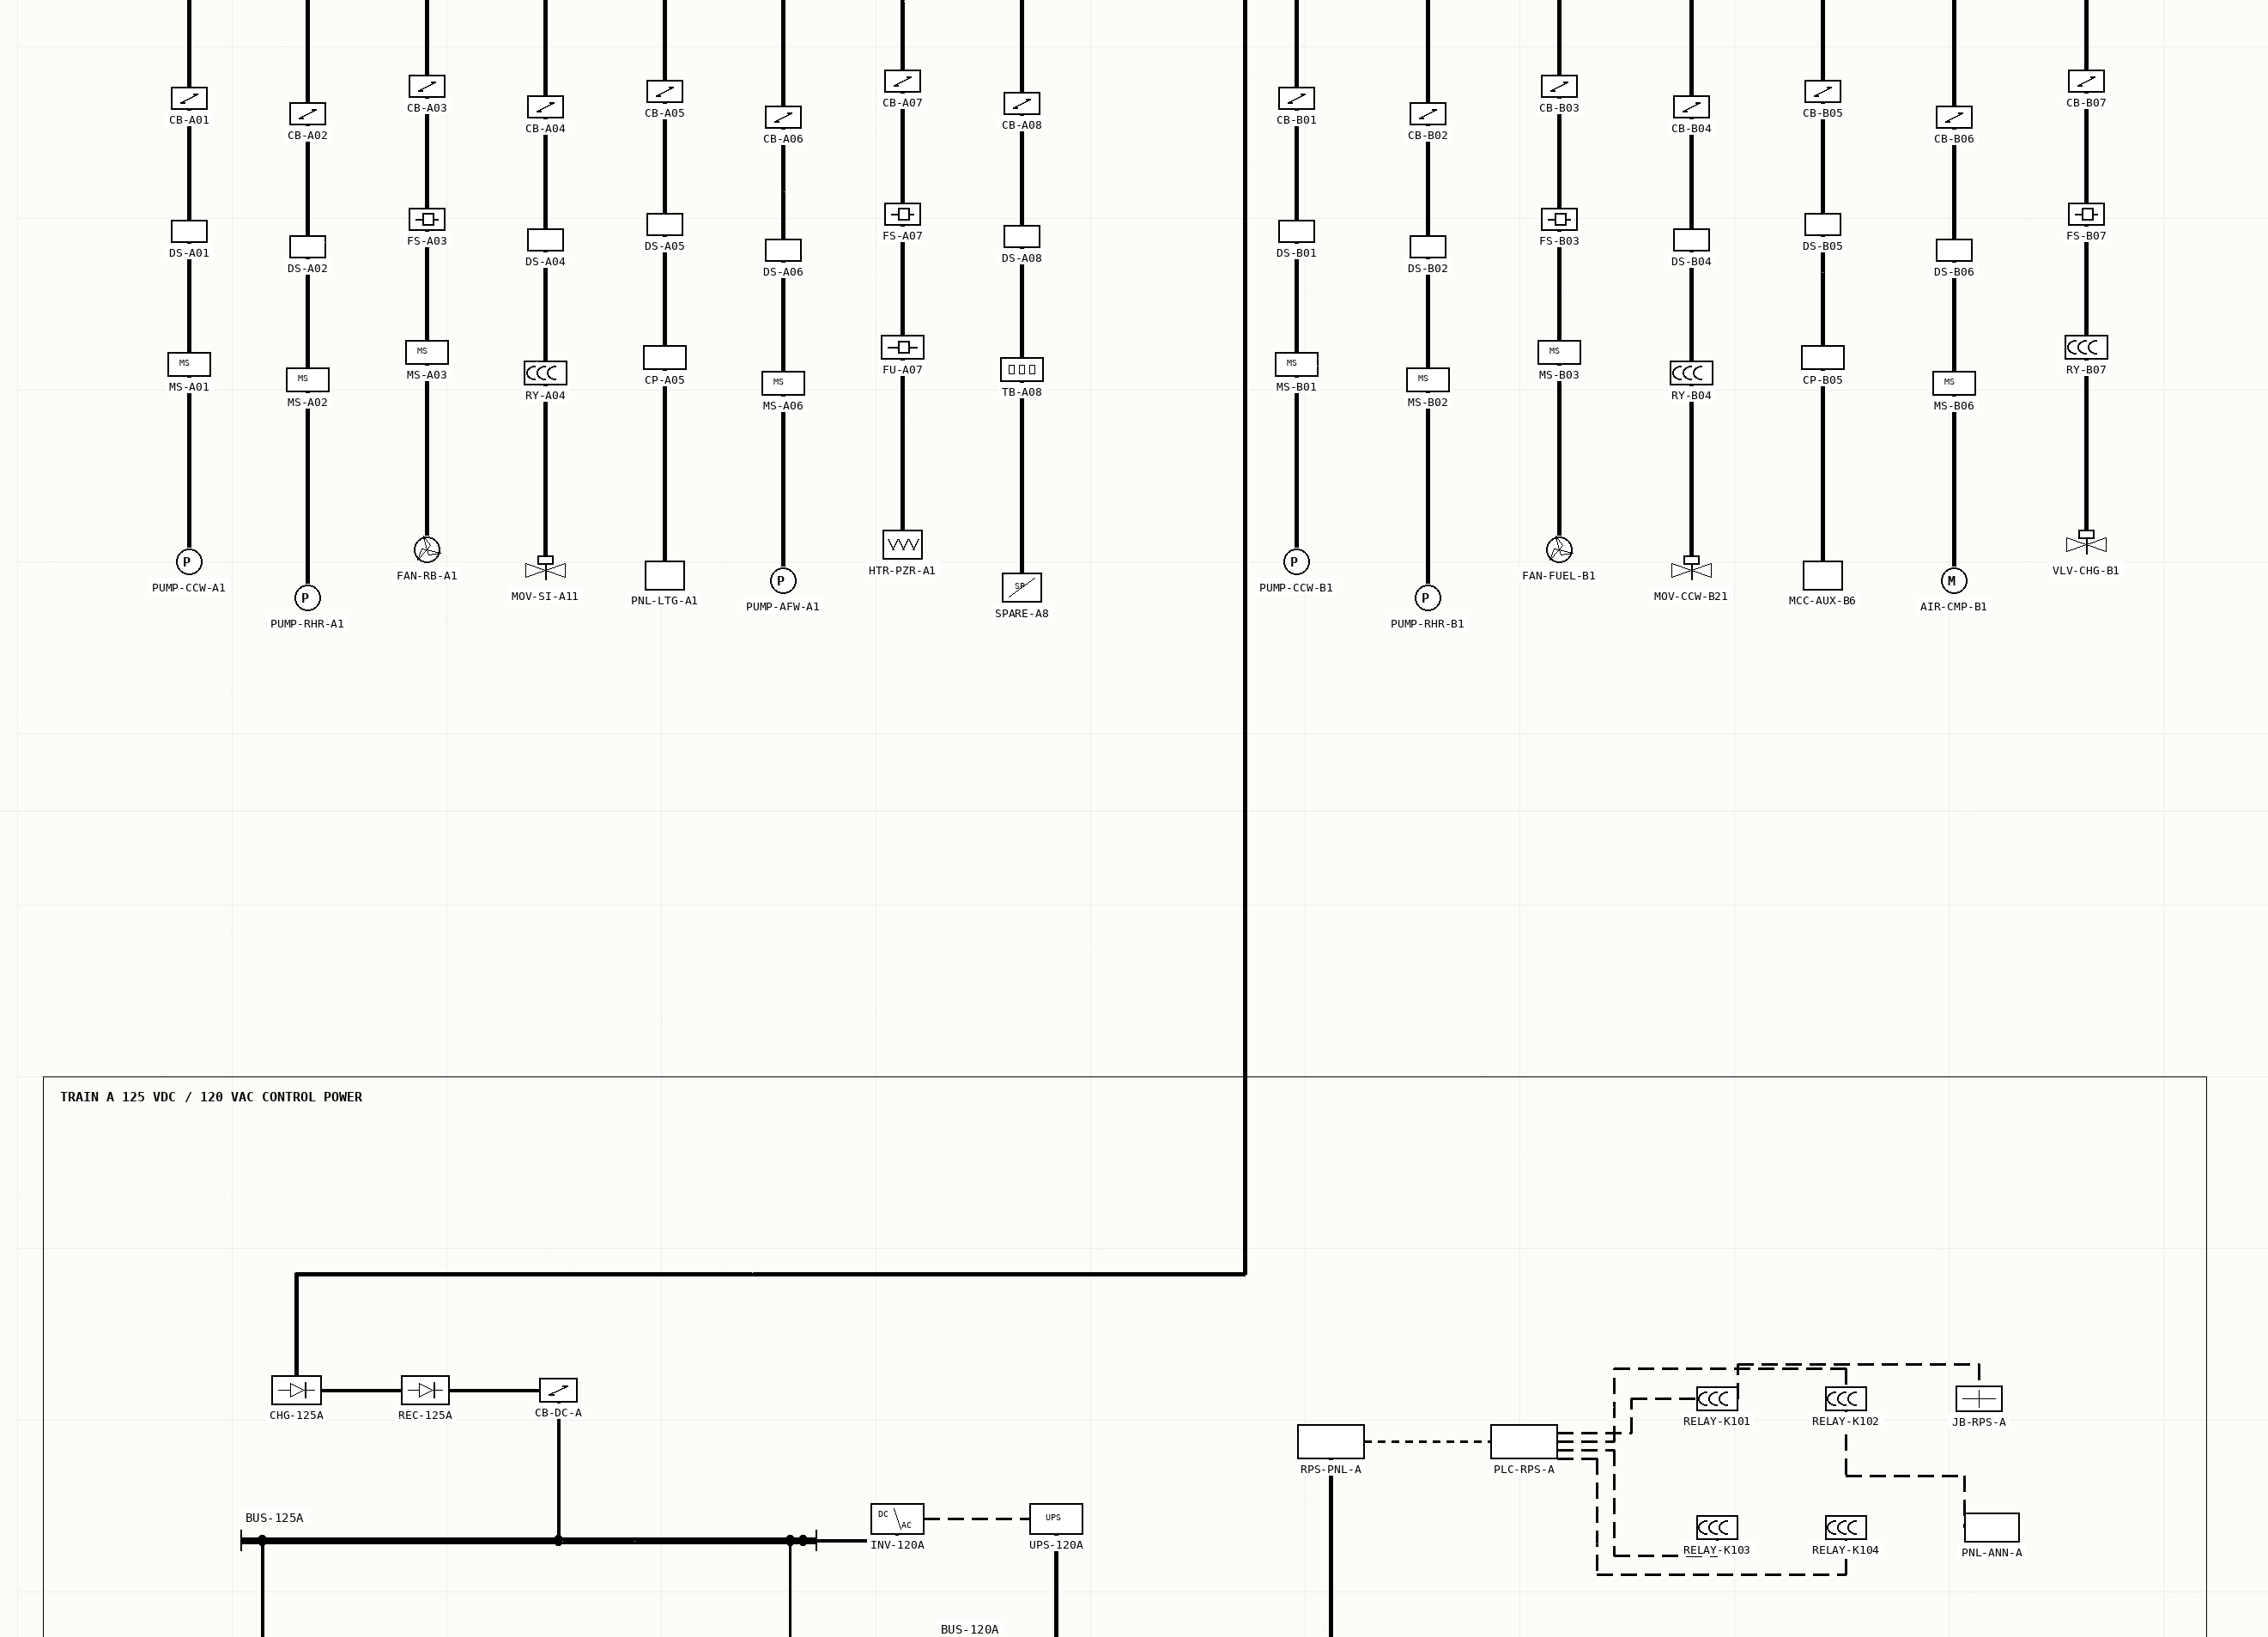 CB-A01
CB-A02
CB-A03
CB-A04
CB-A05
CB-A06
CB-A07
CB-A08
CB-B01
CB-B02
CB-B03
CB-B04
CB-B05
CB-B06
CB-B07
DS-A01
DS-A02
FS-A03
DS-A04
DS-A05
DS-A06
FS-A07
DS-A08
DS-B01
DS-B02
FS-B03
DS-B04
DS-B05
DS-B06
FS-B07
MS
MS-A01
MS
MS-A02
MS
MS-A03
RY-A04
CP-A05
MS
MS-A06
FU-A07
TB-A08
MS
MS-B01
MS
MS-B02
MS
MS-B03
RY-B04
CP-B05
MS
MS-B06
RY-B07
P
PUMP-CCW-A1
P
PUMP-RHR-A1
FAN-RB-A1
MOV-SI-A11
PNL-LTG-A1
P
PUMP-AFW-A1
HTR-PZR-A1
SP
SPARE-A8
P
PUMP-CCW-B1
P
PUMP-RHR-B1
FAN-FUEL-B1
MOV-CCW-B21
MCC-AUX-B6
M
AIR-CMP-B1
VLV-CHG-B1
TRAIN A 125 VDC / 120 VAC CONTROL POWER
CHG-125A
REC-125A
CB-DC-A
RELAY-K101
RELAY-K102
JB-RPS-A
RPS-PNL-A
PLC-RPS-A
BUS-125A
DC
AC
INV-120A
UPS
UPS-120A
RELAY-K103
RELAY-K104
PNL-ANN-A
BUS-120A